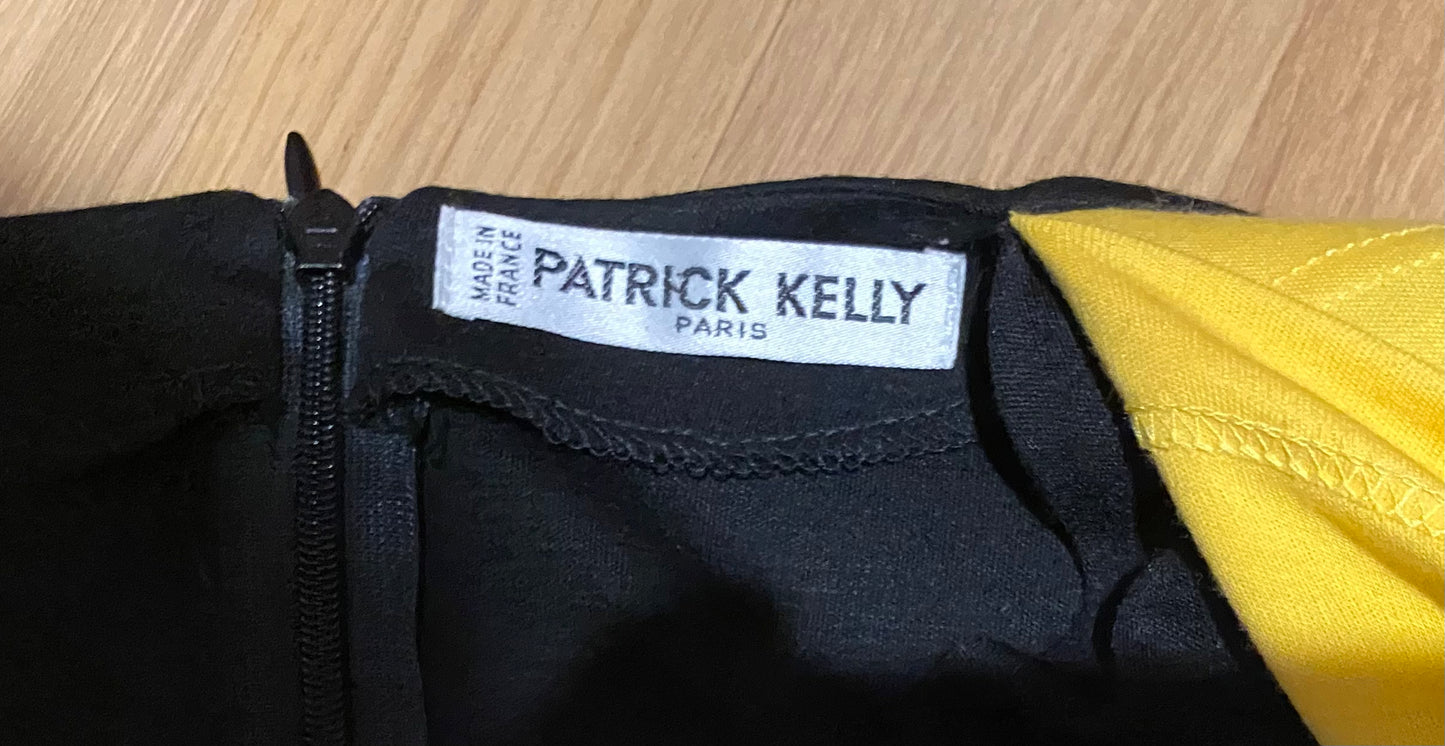 MADE IN
FRANCE
PATRICK KELLY
PARIS